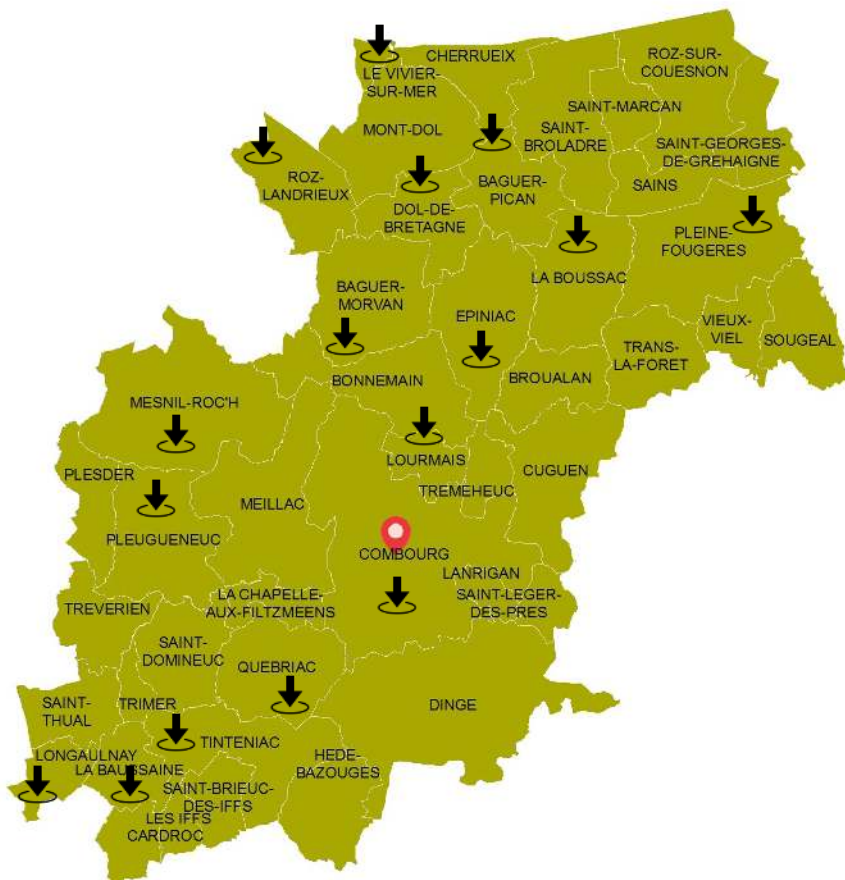 CHERRUEIX
ROZ-SUR-
COUESNON
LE VIVIER-
SUR-MER
SAINT-MARCAN
MONT-DOL
SAINT-
BROLADRE
SAINT-GEORGES-
DE-GREHAIGNE
ROZ-
LANDRIEUX
BAGUER-
PICAN
SAINS
DOL-DE-
BRETAGNE
PLEINE-
FOUGERES
LA BOUSSAC
BAGUER-
MORVAN
EPINIAC
VIEUX-
VIEL
SOUGEAL
TRANS-
LA-FORET
BONNEMAIN
BROUALAN
MESNIL-ROC'H
LOURMAIS
CUGUEN
PLESDER
TREMEHEUC
MEILLAC
PLEUGUENEUC
COMBOURG
LANRIGAN
SAINT-LEGER-
DES-PRES
LA CHAPELLE-
AUX-FILTZMEENS
TREVERIEN
SAINT-
DOMINEUC
QUEBRIAC
SAINT-
THUAL
TRIMER
DINGE
TINTENIAC
LONGAULNAY
HEDE-
BAZOUGES
LA BAUSSAINE
SAINT-BRIEUC-
DES-IFFS
LES IFFS
CARDROC